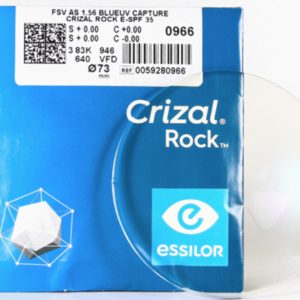 FSV AS 1.56 BLUEUV CAPTURE
CRIZAL ROCK E-SPF 35
S + 0.00 C +0.00 0966
S + 0.00 C -0.00
3 83K 946
640 VFD
Ø73
mm
REF 0059280966
Crizal®
Rock™
essilor